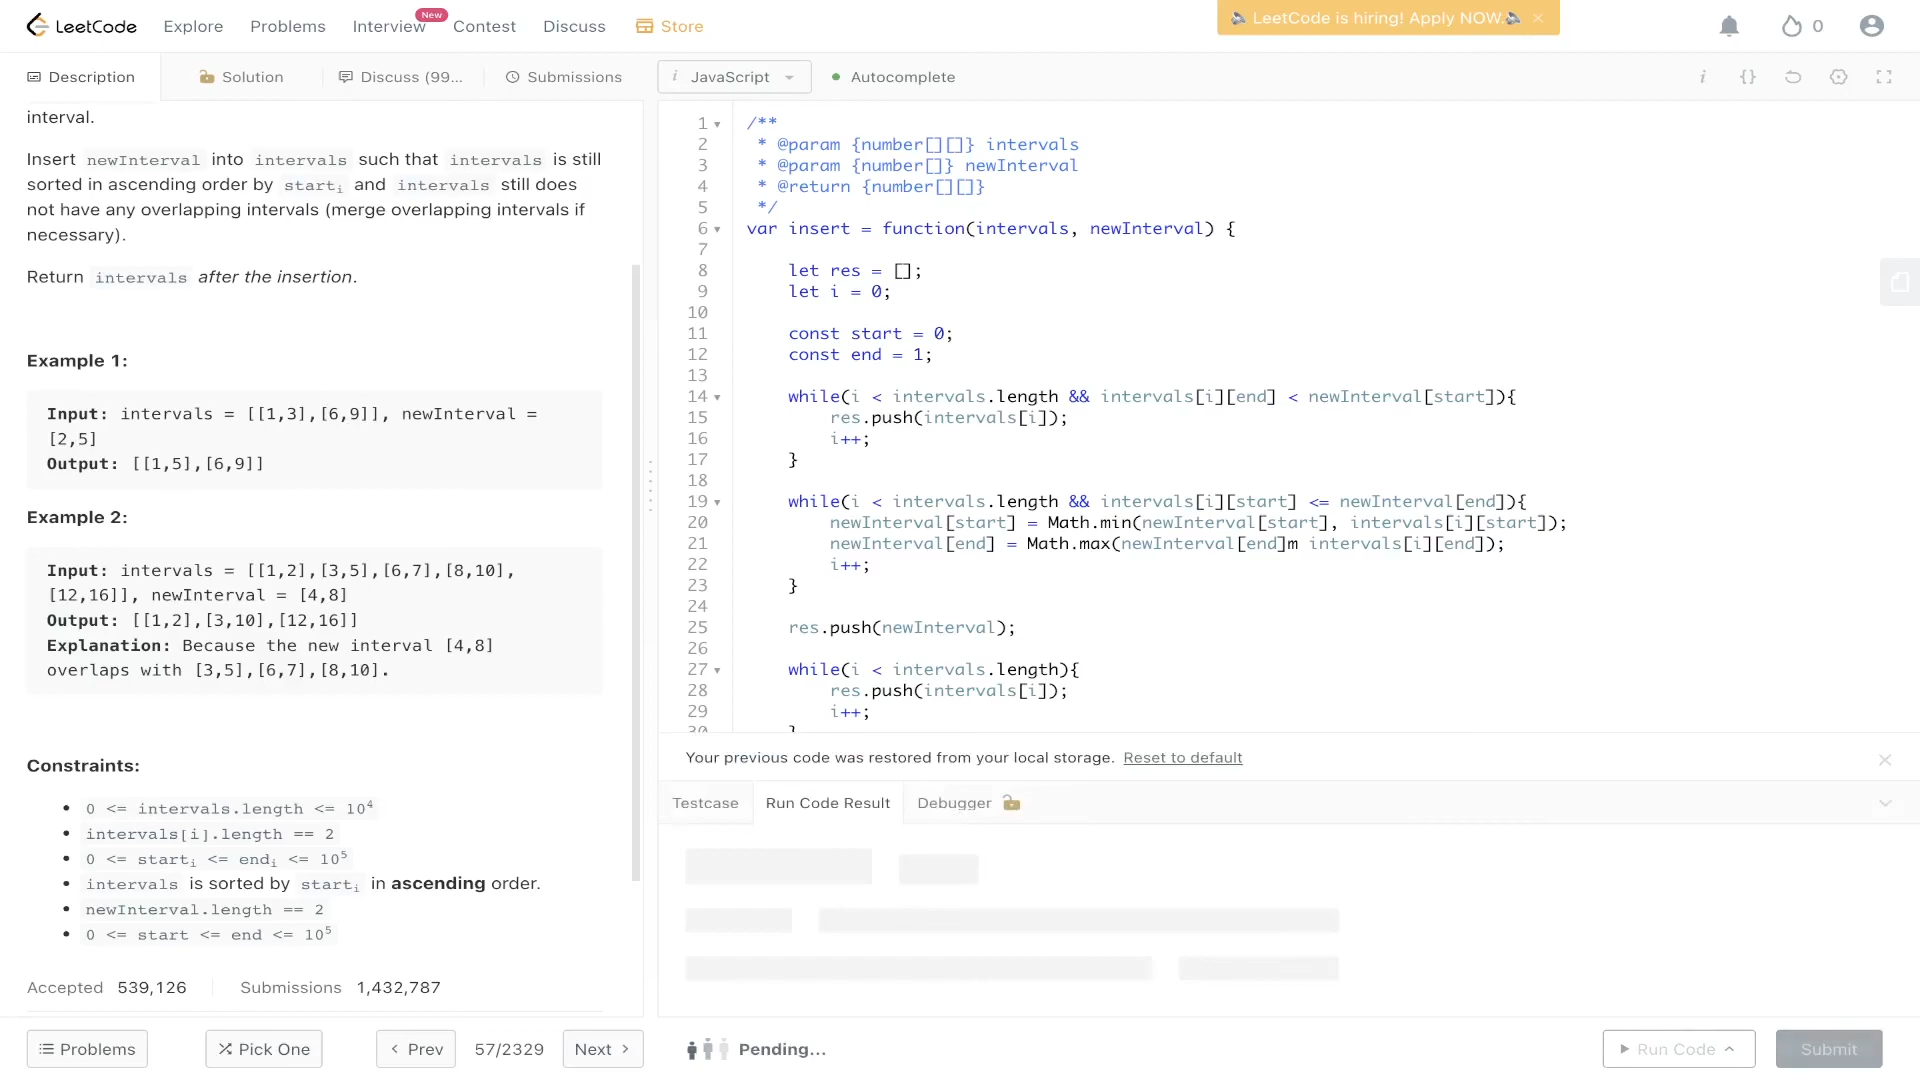 LeetCode
Explore
Problems
Interview
New
Contest
Discuss
Store
LeetCode is hiring! Apply NOW.
0
Description
Solution
Discuss (99...
Submissions
i JavaScript
Autocomplete
i {}
interval.
Insert newInterval into intervals such that intervals is still
sorted in ascending order by starti and intervals still does
not have any overlapping intervals (merge overlapping intervals if
necessary).
Return intervals after the insertion.
Example 1:
Input: intervals = [[1,3],[6,9]], newInterval =
[2,5]
Output: [[1,5],[6,9]]
Example 2:
Input: intervals = [[1,2],[3,5],[6,7],[8,10],
[12,16]], newInterval = [4,8]
Output: [[1,2],[3,10],[12,16]]
Explanation: Because the new interval [4,8]
overlaps with [3,5],[6,7],[8,10].
Constraints:
• 0 <= intervals.length <= 10⁴
• intervals[i].length == 2
• 0 <= starti <= endi <= 10⁵
• intervals is sorted by starti in ascending order.
• newInterval.length == 2
• 0 <= start <= end <= 10⁵
Accepted 539,126
Submissions 1,432,787
Problems
Pick One
Prev
57/2329
Next
1 /**
2 * @param {number[][]} intervals
3 * @param {number[]} newInterval
4 * @return {number[][]}
5 */
6 var insert = function(intervals, newInterval) {
7
8 let res = [];
9 let i = 0;
10
11 const start = 0;
12 const end = 1;
13
14 while(i < intervals.length && intervals[i][end] < newInterval[start]){
15 res.push(intervals[i]);
16 i++;
17 }
18
19 while(i < intervals.length && intervals[i][start] <= newInterval[end]){
20 newInterval[start] = Math.min(newInterval[start], intervals[i][start]);
21 newInterval[end] = Math.max(newInterval[end]m intervals[i][end]);
22 i++;
23 }
24
25 res.push(newInterval);
26
27 while(i < intervals.length){
28 res.push(intervals[i]);
29 i++;
30 }
Your previous code was restored from your local storage. Reset to default
Testcase
Run Code Result
Debugger
Pending...
Run Code
Submit